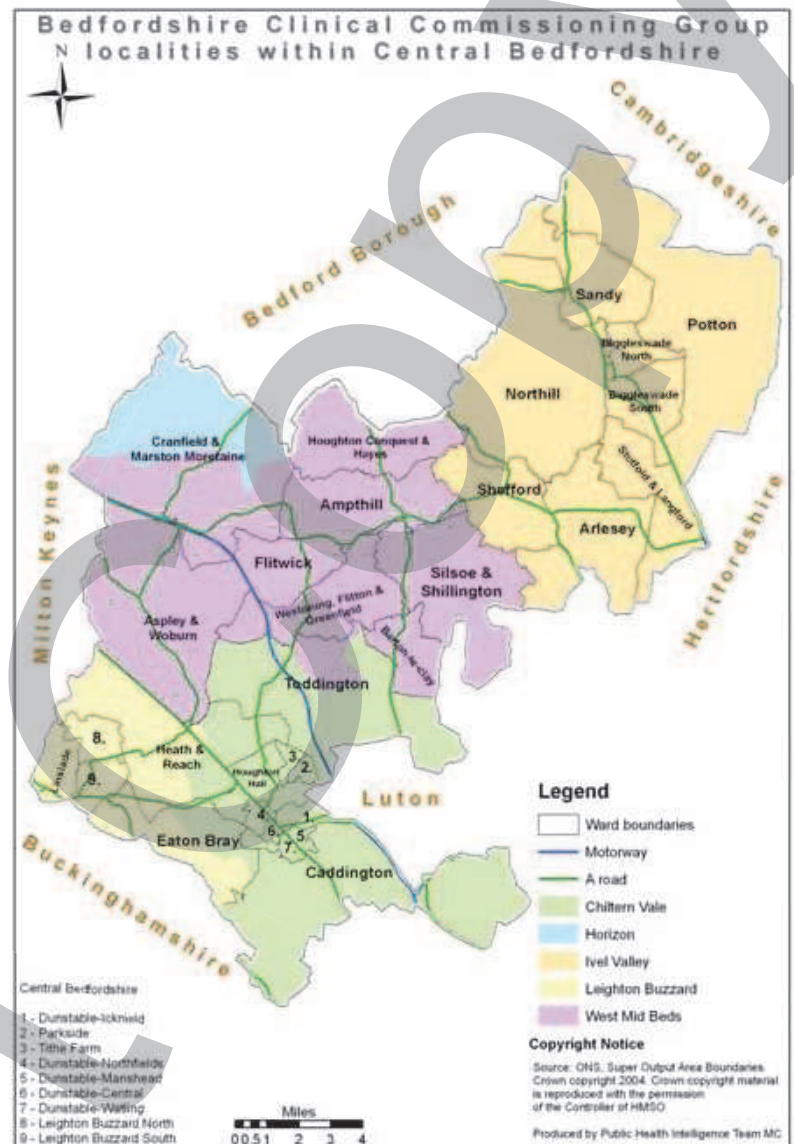 Bedfordshire Clinical Commissioning Group
localities within Central Bedfordshire
N
Cambridgeshire
Bedford Borough
Sandy
Potton
Biggleswade
North
Northill
Biggleswade
South
Cranfield &
Marston Moretaine
Houghton Conquest &
Haynes
Stotfold & Langford
Shefford
Ampthill
Arlesey
Milton Keynes
Hertfordshire
Flitwick
Silsoe &
Shillington
Westoning, Flitton &
Greenfield
Aspley &
Woburn
Barton-le-clay
Toddington
8.
Heath &
Reach
3.
2.
Linslade
9.
Houghton
Hall
Luton
4.
1.
6.
5
7.
Eaton Bray
Caddington
Buckinghamshire
Legend
Ward boundaries
Motorway
A road
Chiltern Vale
Horizon
Ivel Valley
Leighton Buzzard
West Mid Beds
Central Bedfordshire
1 - Dunstable-Icknield
2 - Parkside
3 - Tithe Farm
4 - Dunstable-Northfields
5 - Dunstable-Manshead
6 - Dunstable-Central
7 - Dunstable-Watling
8 - Leighton Buzzard North
9 - Leighton Buzzard South
Miles
0 0.5 1 2 3 4
Copyright Notice
Source: ONS, Super Output Area Boundaries.
Crown copyright 2004. Crown copyright material
is reproduced with the permission
of the Controller of HMSO
Produced by Public Health Intelligence Team MC
Copy